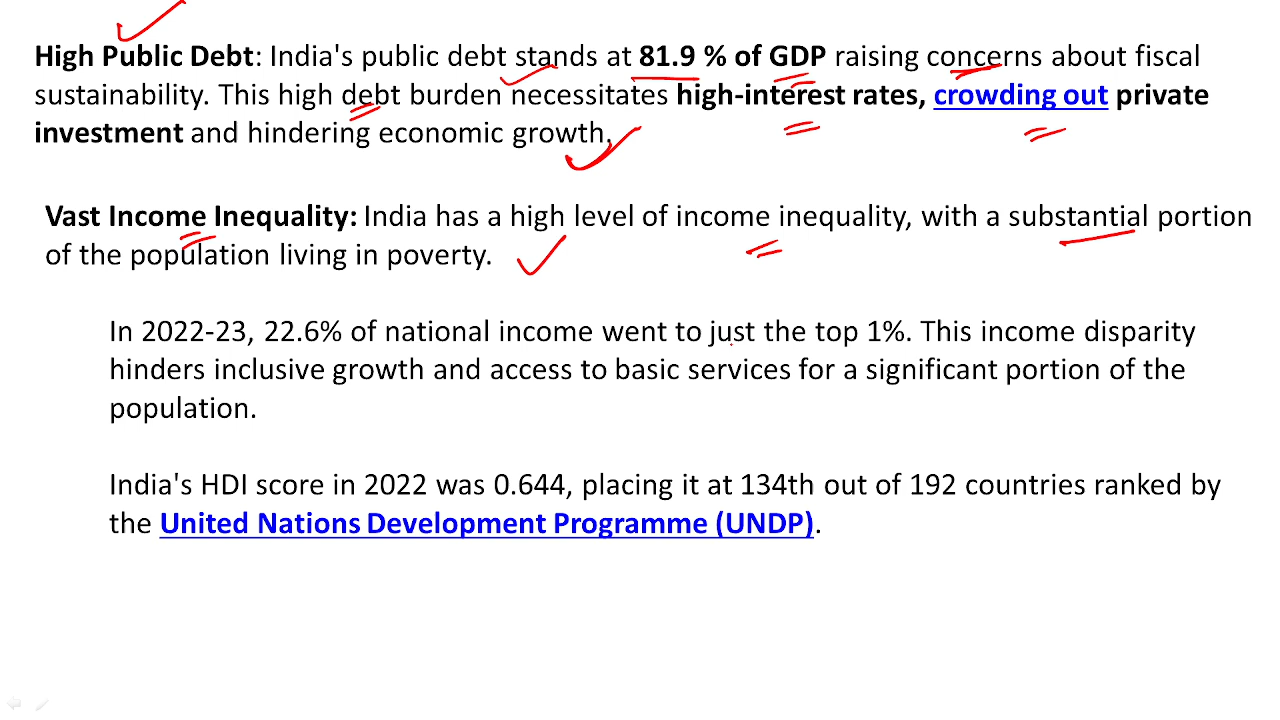 High Public Debt: India's public debt stands at 81.9 % of GDP raising concerns about fiscal
sustainability. This high debt burden necessitates high-interest rates, crowding out private
investment and hindering economic growth.
Vast Income Inequality: India has a high level of income inequality, with a substantial portion
of the population living in poverty.
In 2022-23, 22.6% of national income went to just the top 1%. This income disparity
hinders inclusive growth and access to basic services for a significant portion of the
population.
India's HDI score in 2022 was 0.644, placing it at 134th out of 192 countries ranked by
the United Nations Development Programme (UNDP).